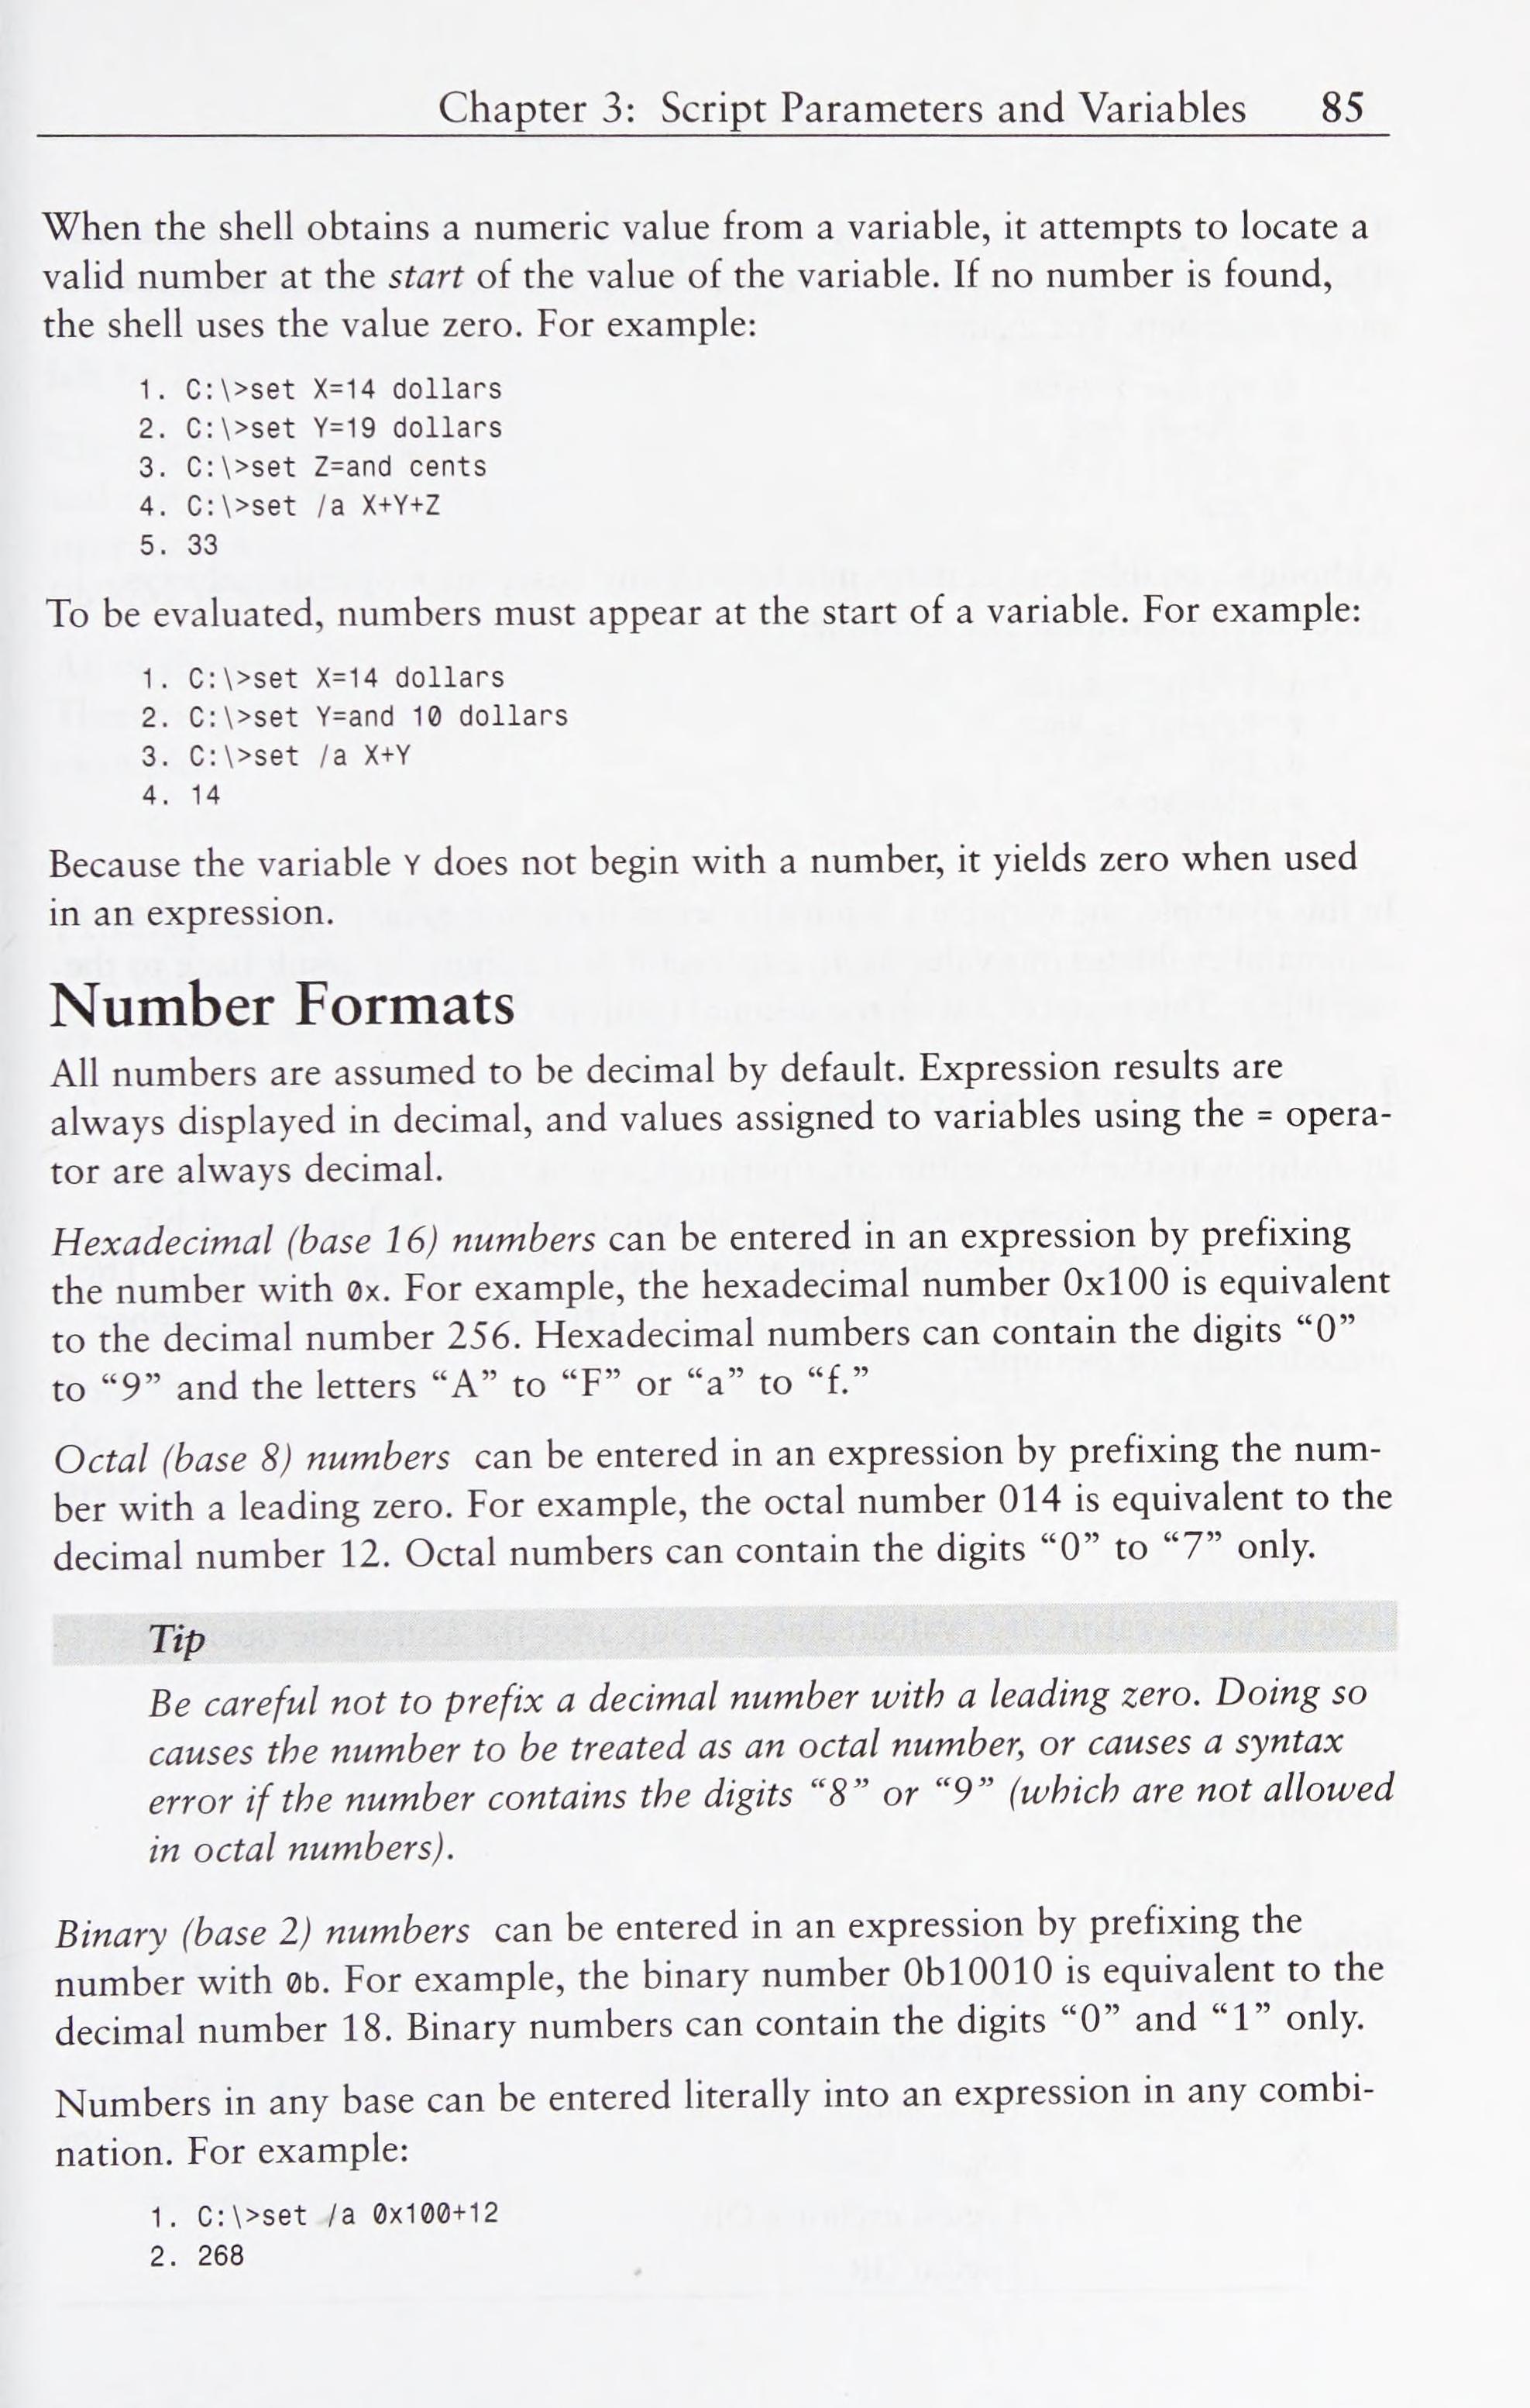 Chapter 3: Script Parameters and Variables 85
When the shell obtains a numeric value from a variable, it attempts to locate a
valid number at the start of the value of the variable. If no number is found,
the shell uses the value zero. For example:
1. C:\>set X=14 dollars
2. C:\>set Y=19 dollars
3. C:\>set Z=and cents
4. C:\>set /a X+Y+Z
5. 33
To be evaluated, numbers must appear at the start of a variable. For example:
1. C:\>set X=14 dollars
2. C:\>set Y=and 10 dollars
3. C:\>set /a X+Y
4. 14
Because the variable Y does not begin with a number, it yields zero when used
in an expression.
Number Formats
All numbers are assumed to be decimal by default. Expression results are
always displayed in decimal, and values assigned to variables using the = opera-
tor are always decimal.
Hexadecimal (base 16) numbers can be entered in an expression by prefixing
the number with 0x. For example, the hexadecimal number 0x100 is equivalent
to the decimal number 256. Hexadecimal numbers can contain the digits “0”
to “9” and the letters “A” to “F” or “a” to “f.”
Octal (base 8) numbers can be entered in an expression by prefixing the num-
ber with a leading zero. For example, the octal number 014 is equivalent to the
decimal number 12. Octal numbers can contain the digits “0” to “7” only.
Tip
Be careful not to prefix a decimal number with a leading zero. Doing so
causes the number to be treated as an octal number, or causes a syntax
error if the number contains the digits “8” or “9” (which are not allowed
in octal numbers).
Binary (base 2) numbers can be entered in an expression by prefixing the
number with 0b. For example, the binary number 0b10010 is equivalent to the
decimal number 18. Binary numbers can contain the digits “0” and “1” only.
Numbers in any base can be entered literally into an expression in any combi-
nation. For example:
1. C:\>set /a 0x100+12
2. 268